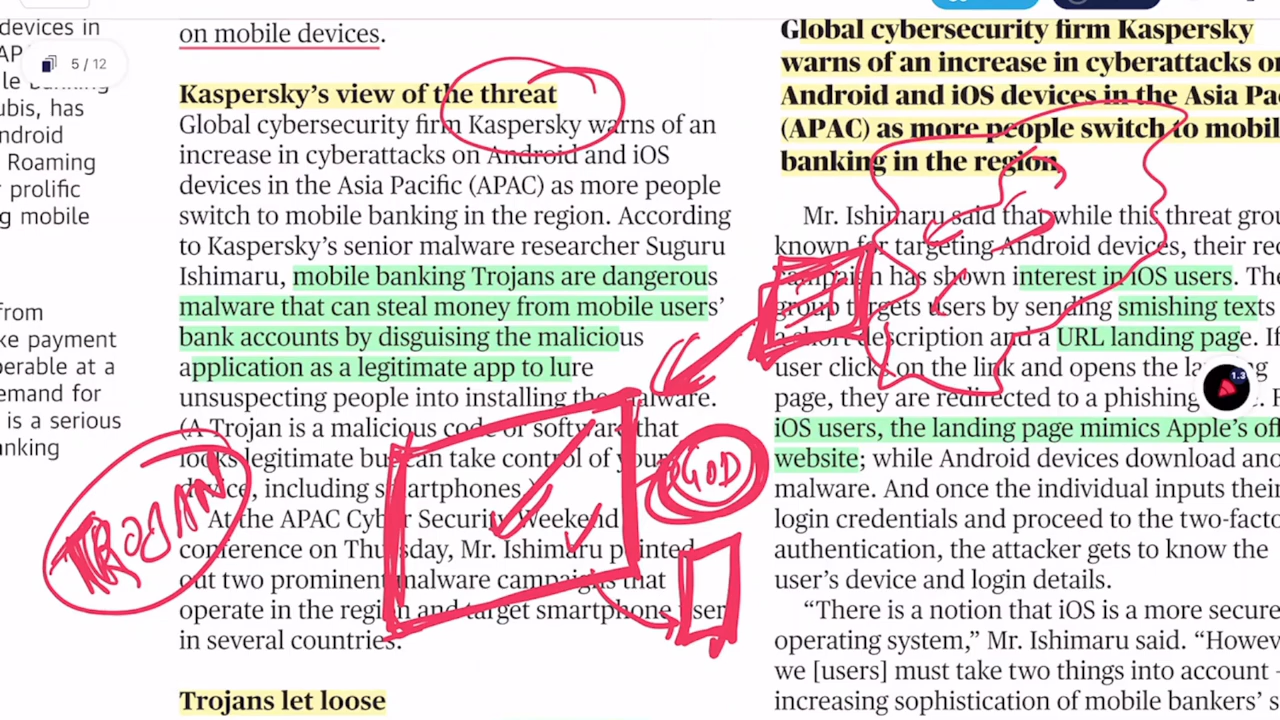 devices in
5 / 12
ubis, has
ndroid
Roaming
prolific
g mobile
from
ke payment
perable at a
emand for
is a serious
anking
on mobile devices.
Kaspersky’s view of the threat
Global cybersecurity firm Kaspersky warns of an
increase in cyberattacks on Android and iOS
devices in the Asia Pacific (APAC) as more people
switch to mobile banking in the region. According
to Kaspersky’s senior malware researcher Suguru
Ishimaru, mobile banking Trojans are dangerous
malware that can steal money from mobile users’
bank accounts by disguising the malicious
application as a legitimate app to lure
unsuspecting people into installing the malware.
(A Trojan is a malicious code or software that
looks legitimate but can take control of your
device, including smartphones.)
At the APAC Cyber Security Weekend
conference on Thursday, Mr. Ishimaru pointed
out two prominent malware campaigns that
operate in the region and target smartphone user
in several countries.
Trojans let loose
TROJAN
GOD
Global cybersecurity firm Kaspersky
warns of an increase in cyberattacks on
Android and iOS devices in the Asia Pa
(APAC) as more people switch to mobil
banking in the region
Mr. Ishimaru said that while this threat grou
known for targeting Android devices, their rec
campaign has shown interest in iOS users. The
group targets users by sending smishing texts
a short description and a URL landing page. If
user clicks on the link and opens the landing
page, they are redirected to a phishing
iOS users, the landing page mimics Apple’s off
website; while Android devices download ano
malware. And once the individual inputs their
login credentials and proceed to the two-facto
authentication, the attacker gets to know the
user’s device and login details.
“There is a notion that iOS is a more secure
operating system,” Mr. Ishimaru said. “Howev
we [users] must take two things into account -
increasing sophistication of mobile bankers’ s
1.3